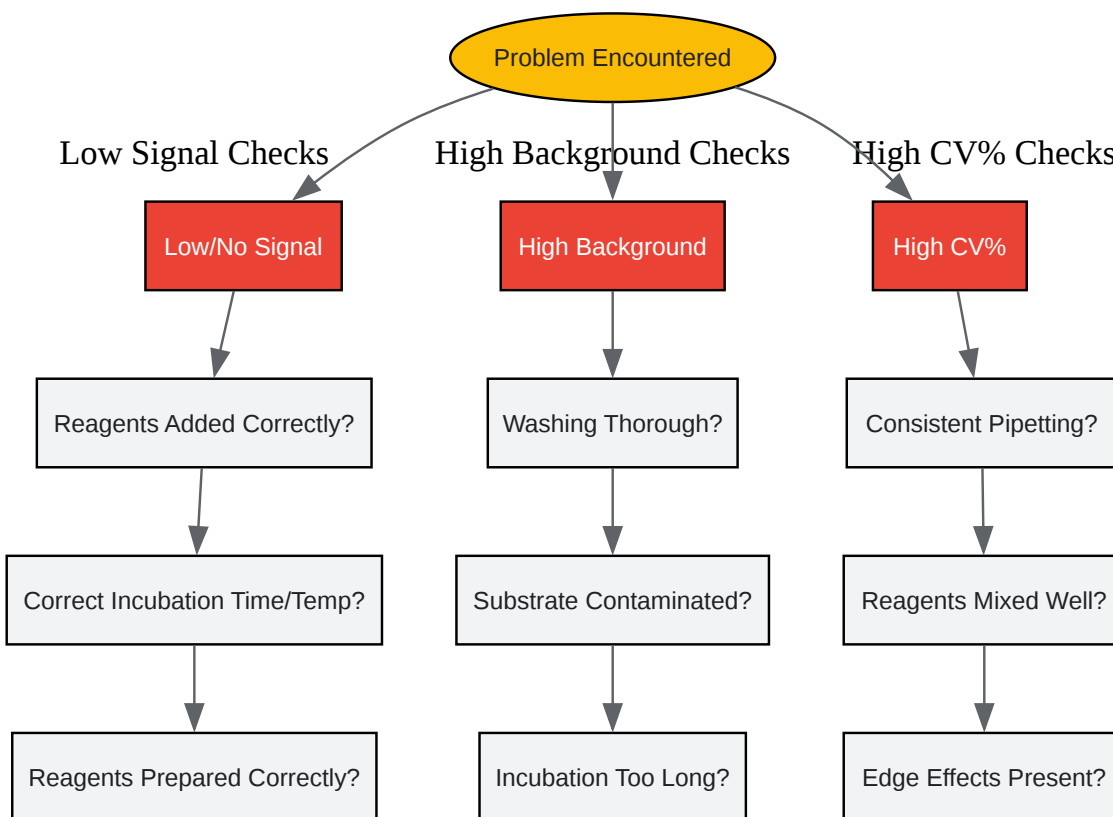 Problem Encountered
Low Signal Checks
High Background Checks
High CV% Checks
Low/No Signal
High Background
High CV%
Reagents Added Correctly?
Washing Thorough?
Consistent Pipetting?
Correct Incubation Time/Temp?
Substrate Contaminated?
Reagents Mixed Well?
Reagents Prepared Correctly?
Incubation Too Long?
Edge Effects Present?